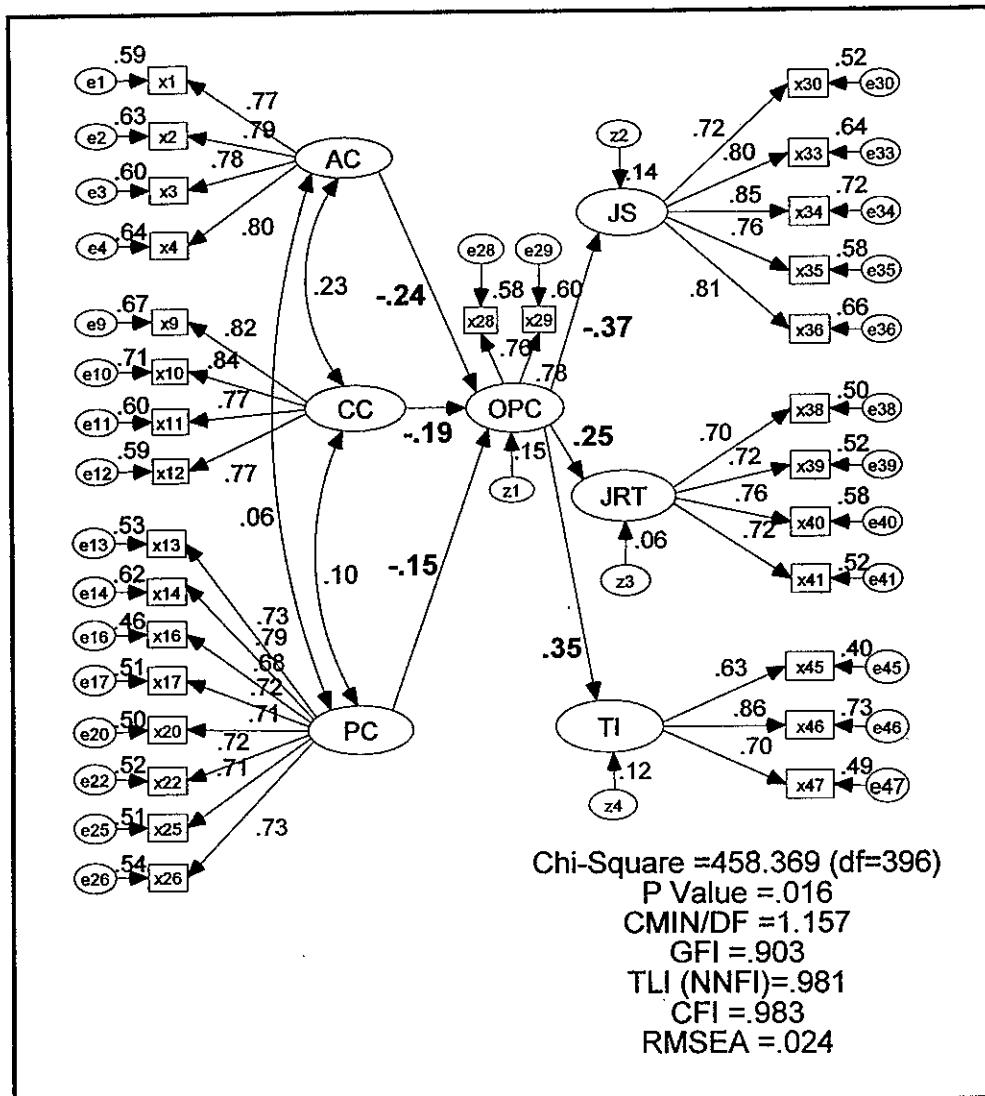 .59
e1 x1
.77
.63
e2 x2
.79
.60
e3 x3
.78
.64
e4 x4
.80
AC
.67
e9 x9
.82
.71
e10 x10
.84
.60
e11 x11
.77
.59
e12 x12
.77
CC
.53
e13 x13
.73
.62
e14 x14
.79
.46
e16 x16
.68
.51
e17 x17
.72
.50
e20 x20
.71
.52
e22 x22
.72
.51
e25 x25
.71
.54
e26 x26
.73
PC
.23
.06
.10
-.24
-.19
-.15
e28 e29
.58 .60
x28 x29
.76 .78
OPC
.15
z1
-.37
.25
.35
z2
.14
JS
.52
.72 x30 e30
.64
.80 x33 e33
.72
.85 x34 e34
.58
.76 x35 e35
.66
.81 x36 e36
JRT
.06
z3
.50
.70 x38 e38
.52
.72 x39 e39
.58
.76 x40 e40
.52
.72 x41 e41
TI
.12
z4
.40
.63 x45 e45
.73
.86 x46 e46
.49
.70 x47 e47
Chi-Square =458.369 (df=396)
P Value =.016
CMIN/DF =1.157
GFI =.903
TLI (NNFI)=.981
CFI =.983
RMSEA =.024